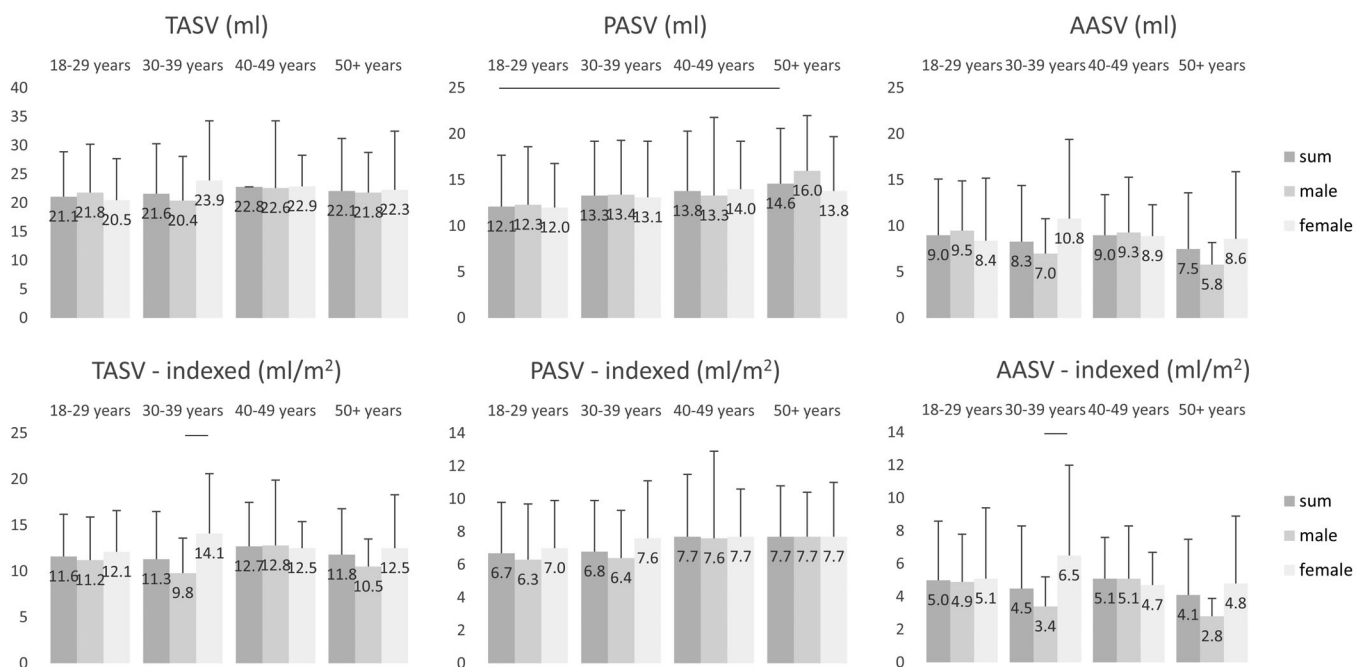 TASV (ml)
18-29 years 30-39 years 40-49 years 50+ years
40
35
30
25
20
15
10
5
0
21.1 21.8 20.5 21.6 20.4 23.9 22.8 22.6 22.9 22.1 21.8 22.3
PASV (ml)
18-29 years 30-39 years 40-49 years 50+ years
25
20
15
10
5
0
12.1 12.3 12.0 13.3 13.4 13.1 13.8 13.3 14.0 14.6 16.0 13.8
AASV (ml)
18-29 years 30-39 years 40-49 years 50+ years
25
20
15
10
5
0
9.0 9.5 8.4 8.3 7.0 10.8 9.0 9.3 8.9 7.5 5.8 8.6
sum
male
female
TASV - indexed (ml/m²)
18-29 years 30-39 years 40-49 years 50+ years
25
20
15
10
5
0
11.6 11.2 12.1 11.3 9.8 14.1 12.7 12.8 12.5 11.8 10.5 12.5
PASV - indexed (ml/m²)
18-29 years 30-39 years 40-49 years 50+ years
14
12
10
8
6
4
2
0
6.7 6.3 7.0 6.8 6.4 7.6 7.7 7.6 7.7 7.7 7.7 7.7
AASV - indexed (ml/m²)
18-29 years 30-39 years 40-49 years 50+ years
14
12
10
8
6
4
2
0
5.0 4.9 5.1 4.5 3.4 6.5 5.1 5.1 4.7 4.1 2.8 4.8
sum
male
female